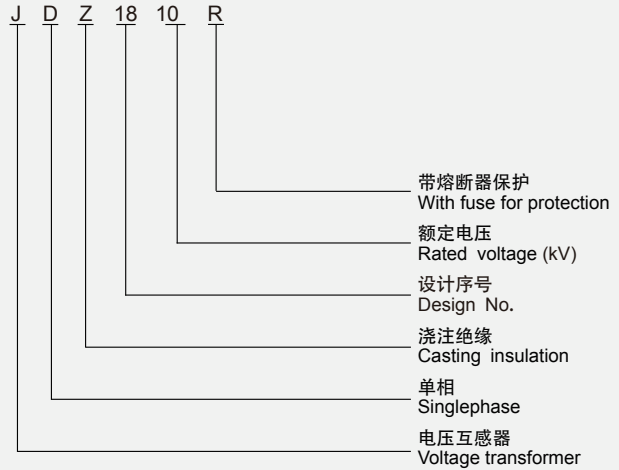 J D Z 18 10 R
带熔断器保护
With fuse for protection
额定电压
Rated voltage (kV)
设计序号
Design No.
浇注绝缘
Casting insulation
单相
Singlephase
电压互感器
Voltage transformer